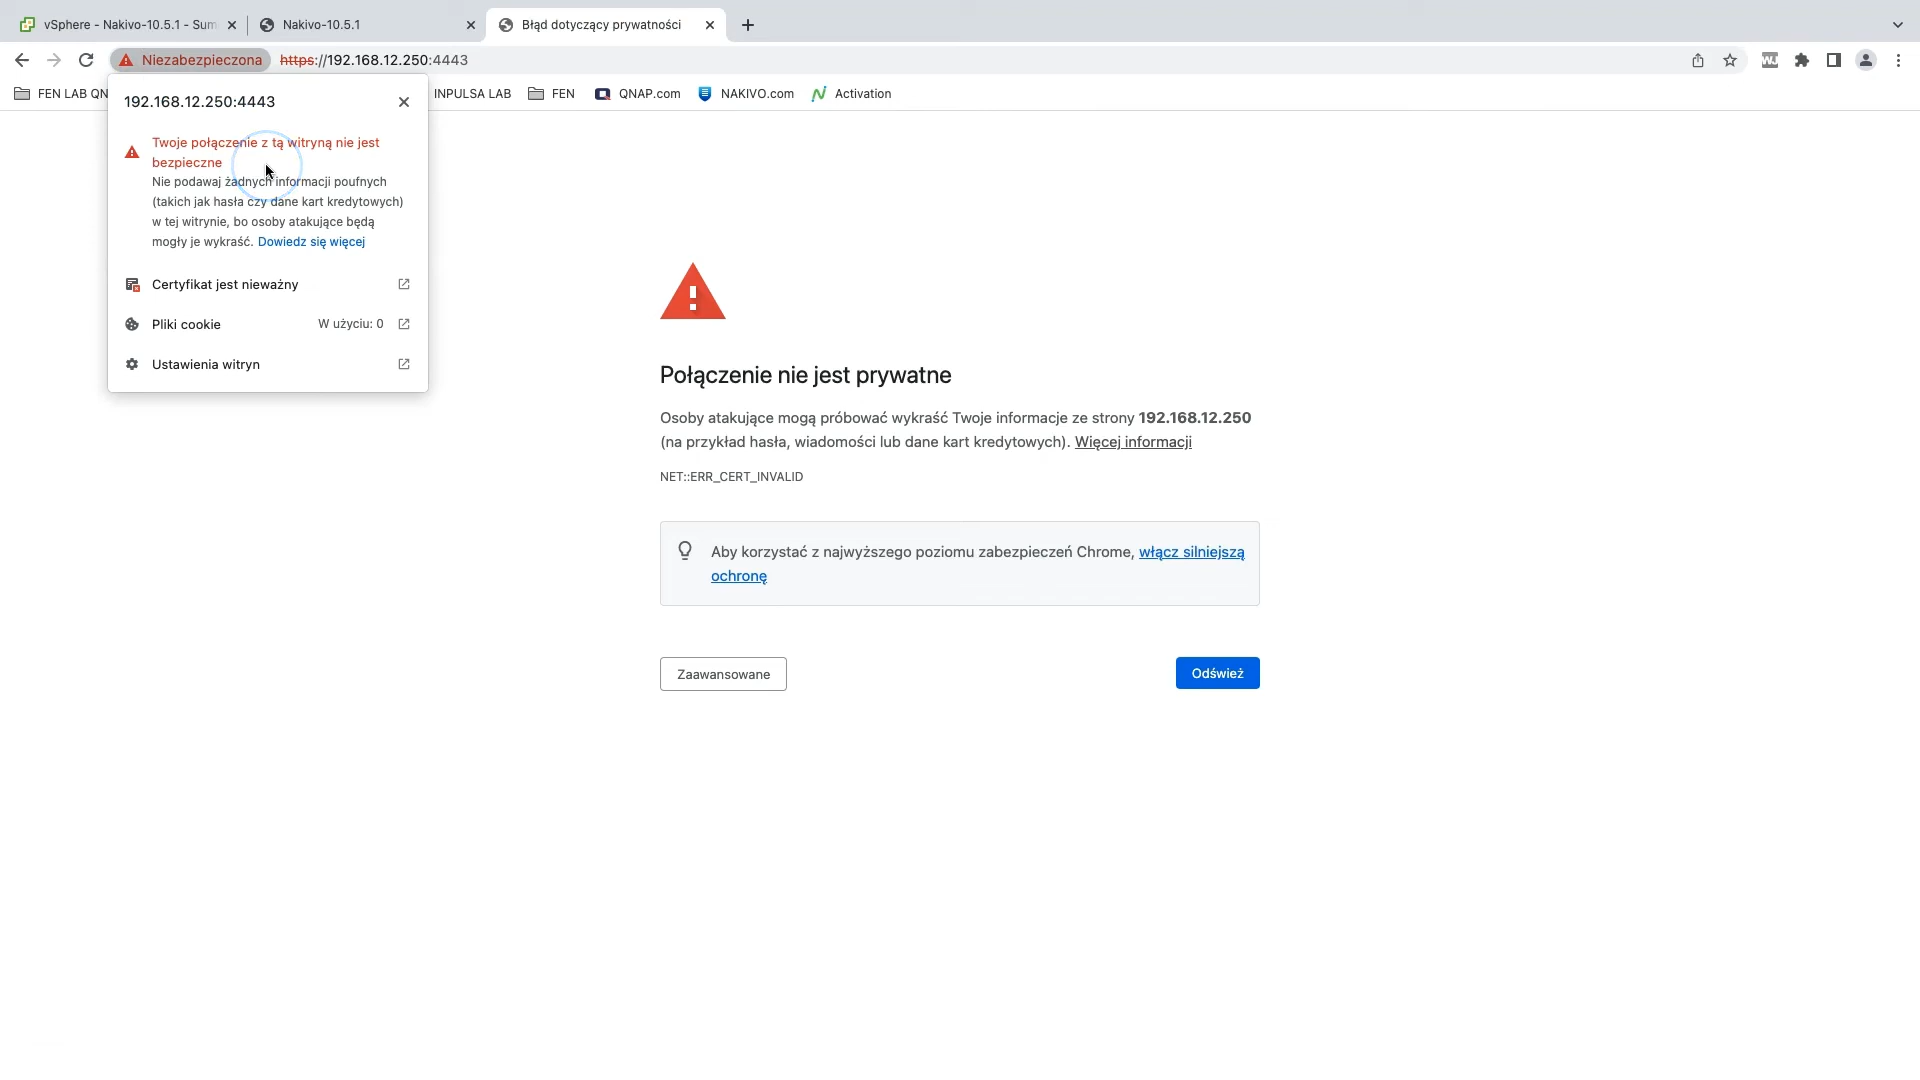 vSphere - Nakivo-10.5.1 - Sum
Nakivo-10.5.1
Błąd dotyczący prywatności
Niezabezpieczona
https://192.168.12.250:4443
FEN LAB QN
INPULSA LAB
FEN
QNAP.com
NAKIVO.com
Activation
192.168.12.250:4443
Twoje połączenie z tą witryną nie jest
bezpieczne
Nie podawaj żadnych informacji poufnych
(takich jak hasła czy dane kart kredytowych)
w tej witrynie, bo osoby atakujące będą
mogły je wykraść. Dowiedz się więcej
Certyfikat jest nieważny
Pliki cookie
W użyciu: 0
Ustawienia witryn
Połączenie nie jest prywatne
Osoby atakujące mogą próbować wykraść Twoje informacje ze strony 192.168.12.250
(na przykład hasła, wiadomości lub dane kart kredytowych). Więcej informacji
NET::ERR_CERT_INVALID
Aby korzystać z najwyższego poziomu zabezpieczeń Chrome, włącz silniejszą
ochronę
Zaawansowane
Odśwież